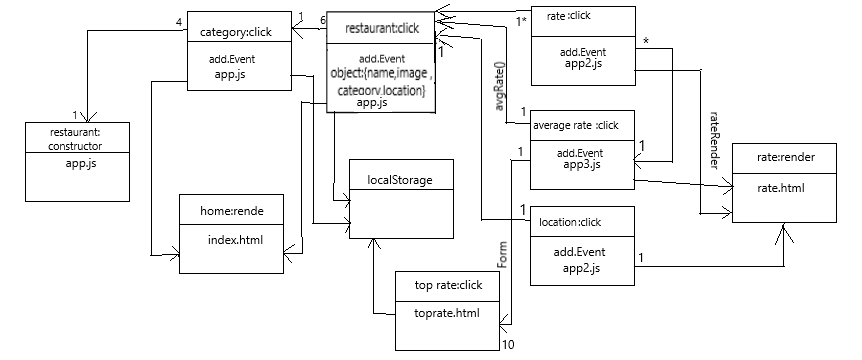 4
category:click
add.Event
app.js
1
6
restaurant:click
1
add.Event
object:{name,image ,
category,location}
app.js
1*
rate :click
*
add.Event
app2.js
avgRate()
rateRender
1
restaurant:
constructor
app.js
1
average rate :click
1
add.Event
app3.js
1
rate:render
rate.html
localStorage
home:rende
index.html
1
location:click
add.Event
app2.js
1
Form
top rate:click
toprate.html
10